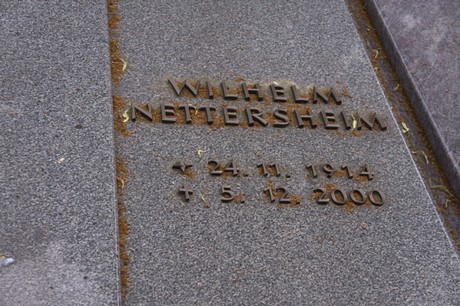 WILHELM
NETTERSHEIM
* 24. 11. 1914
✝ 5. 12. 2000